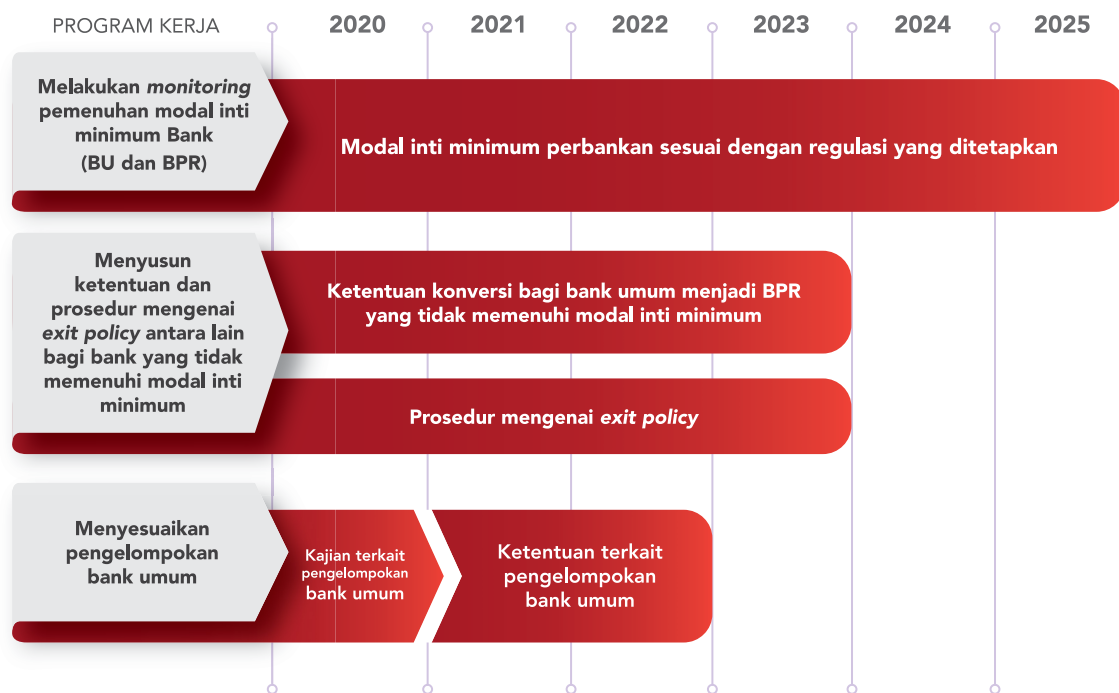 PROGRAM KERJA 2020 2021 2022 2023 2024 2025
Melakukan monitoring
pemenuhan modal inti
minimum Bank
(BU dan BPR)
Modal inti minimum perbankan sesuai dengan regulasi yang ditetapkan
Menyusun
ketentuan dan
prosedur mengenai
exit policy antara lain
bagi bank yang tidak
memenuhi modal inti
minimum
Ketentuan konversi bagi bank umum menjadi BPR
yang tidak memenuhi modal inti minimum
Prosedur mengenai exit policy
Menyesuaikan
pengelompokan
bank umum
Kajian terkait
pengelompokan
bank umum
Ketentuan terkait
pengelompokan
bank umum